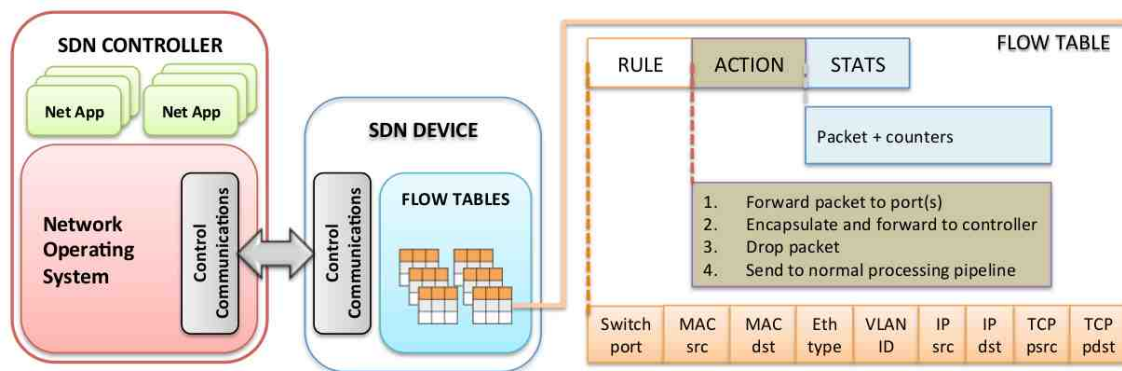 SDN CONTROLLER
Net App
Net App
Network
Operating
System
Control
Communications
SDN DEVICE
Control
Communications
FLOW TABLES
FLOW TABLE
RULE
ACTION
STATS
Packet + counters
1. Forward packet to port(s)
2. Encapsulate and forward to controller
3. Drop packet
4. Send to normal processing pipeline
Switch
port
MAC
src
MAC
dst
Eth
type
VLAN
ID
IP
src
IP
dst
TCP
psrc
TCP
pdst